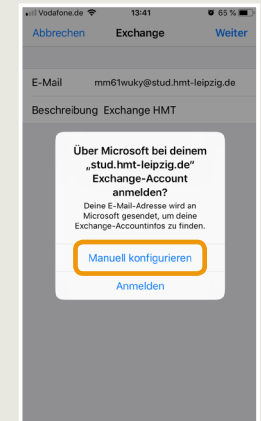 Vodafone.de 13:41 65 %
Abbrechen Exchange Weiter
E-Mail mm61wuky@stud.hmt-leipzig.de
Beschreibung Exchange HMT
Über Microsoft bei deinem
„stud.hmt-leipzig.de"
Exchange-Account
anmelden?
Deine E-Mail-Adresse wird an
Microsoft gesendet, um deine
Exchange-Accountinfos zu finden.
Manuell konfigurieren
Anmelden